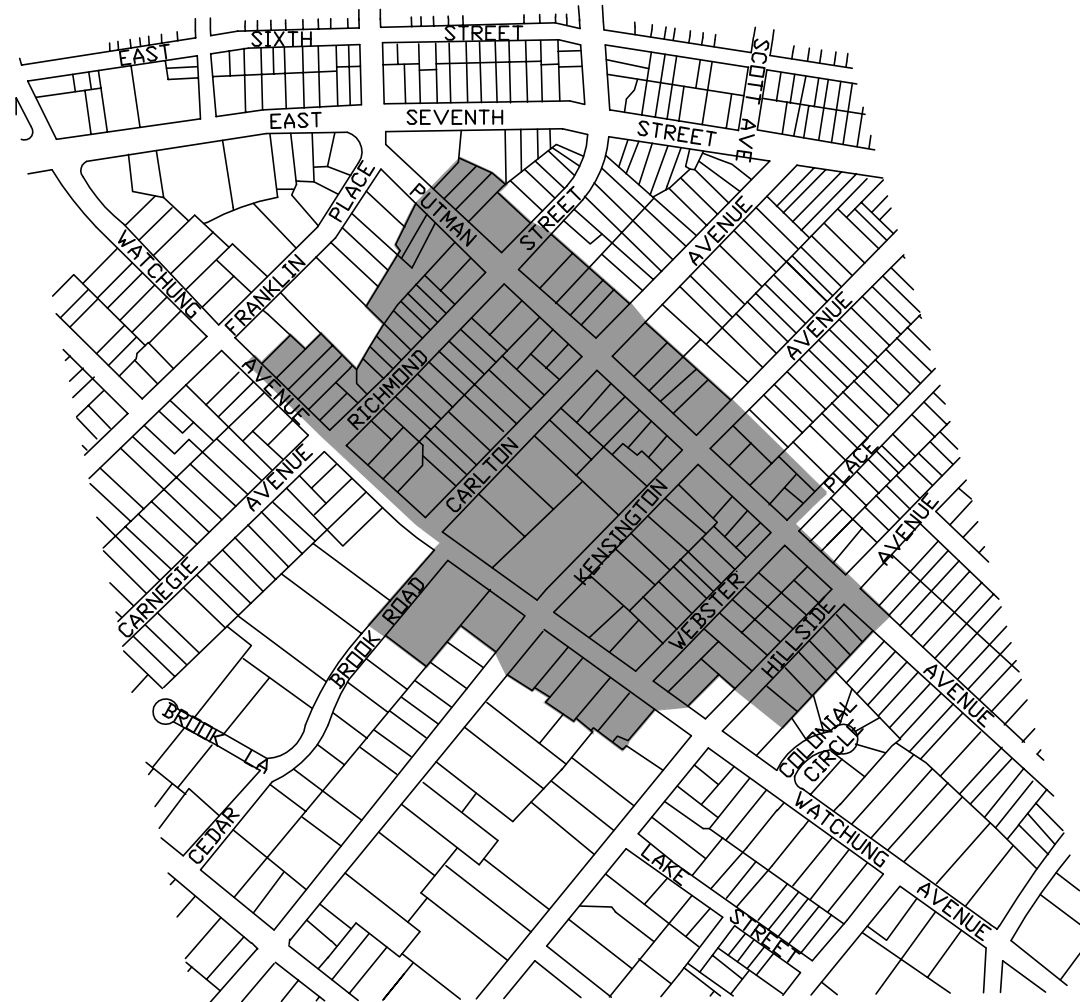 EAST SIXTH STREET
SCOTT AVE
EAST SEVENTH STREET
PUTMAN
STREET
AVENUE
FRANKLIN PLACE
WATCHUNG
AVENUE
AVENUE
RICHMOND
CARLTON
KENSINGTON
WEBSTER
HILLSIDE
PLACE
AVENUE
CARNEGIE AVENUE
BROOK ROAD
BROOK LA
CEDAR
AVENUE
COLONIAL
CIRCLE
WATCHUNG
AVENUE
LAKE
STREET